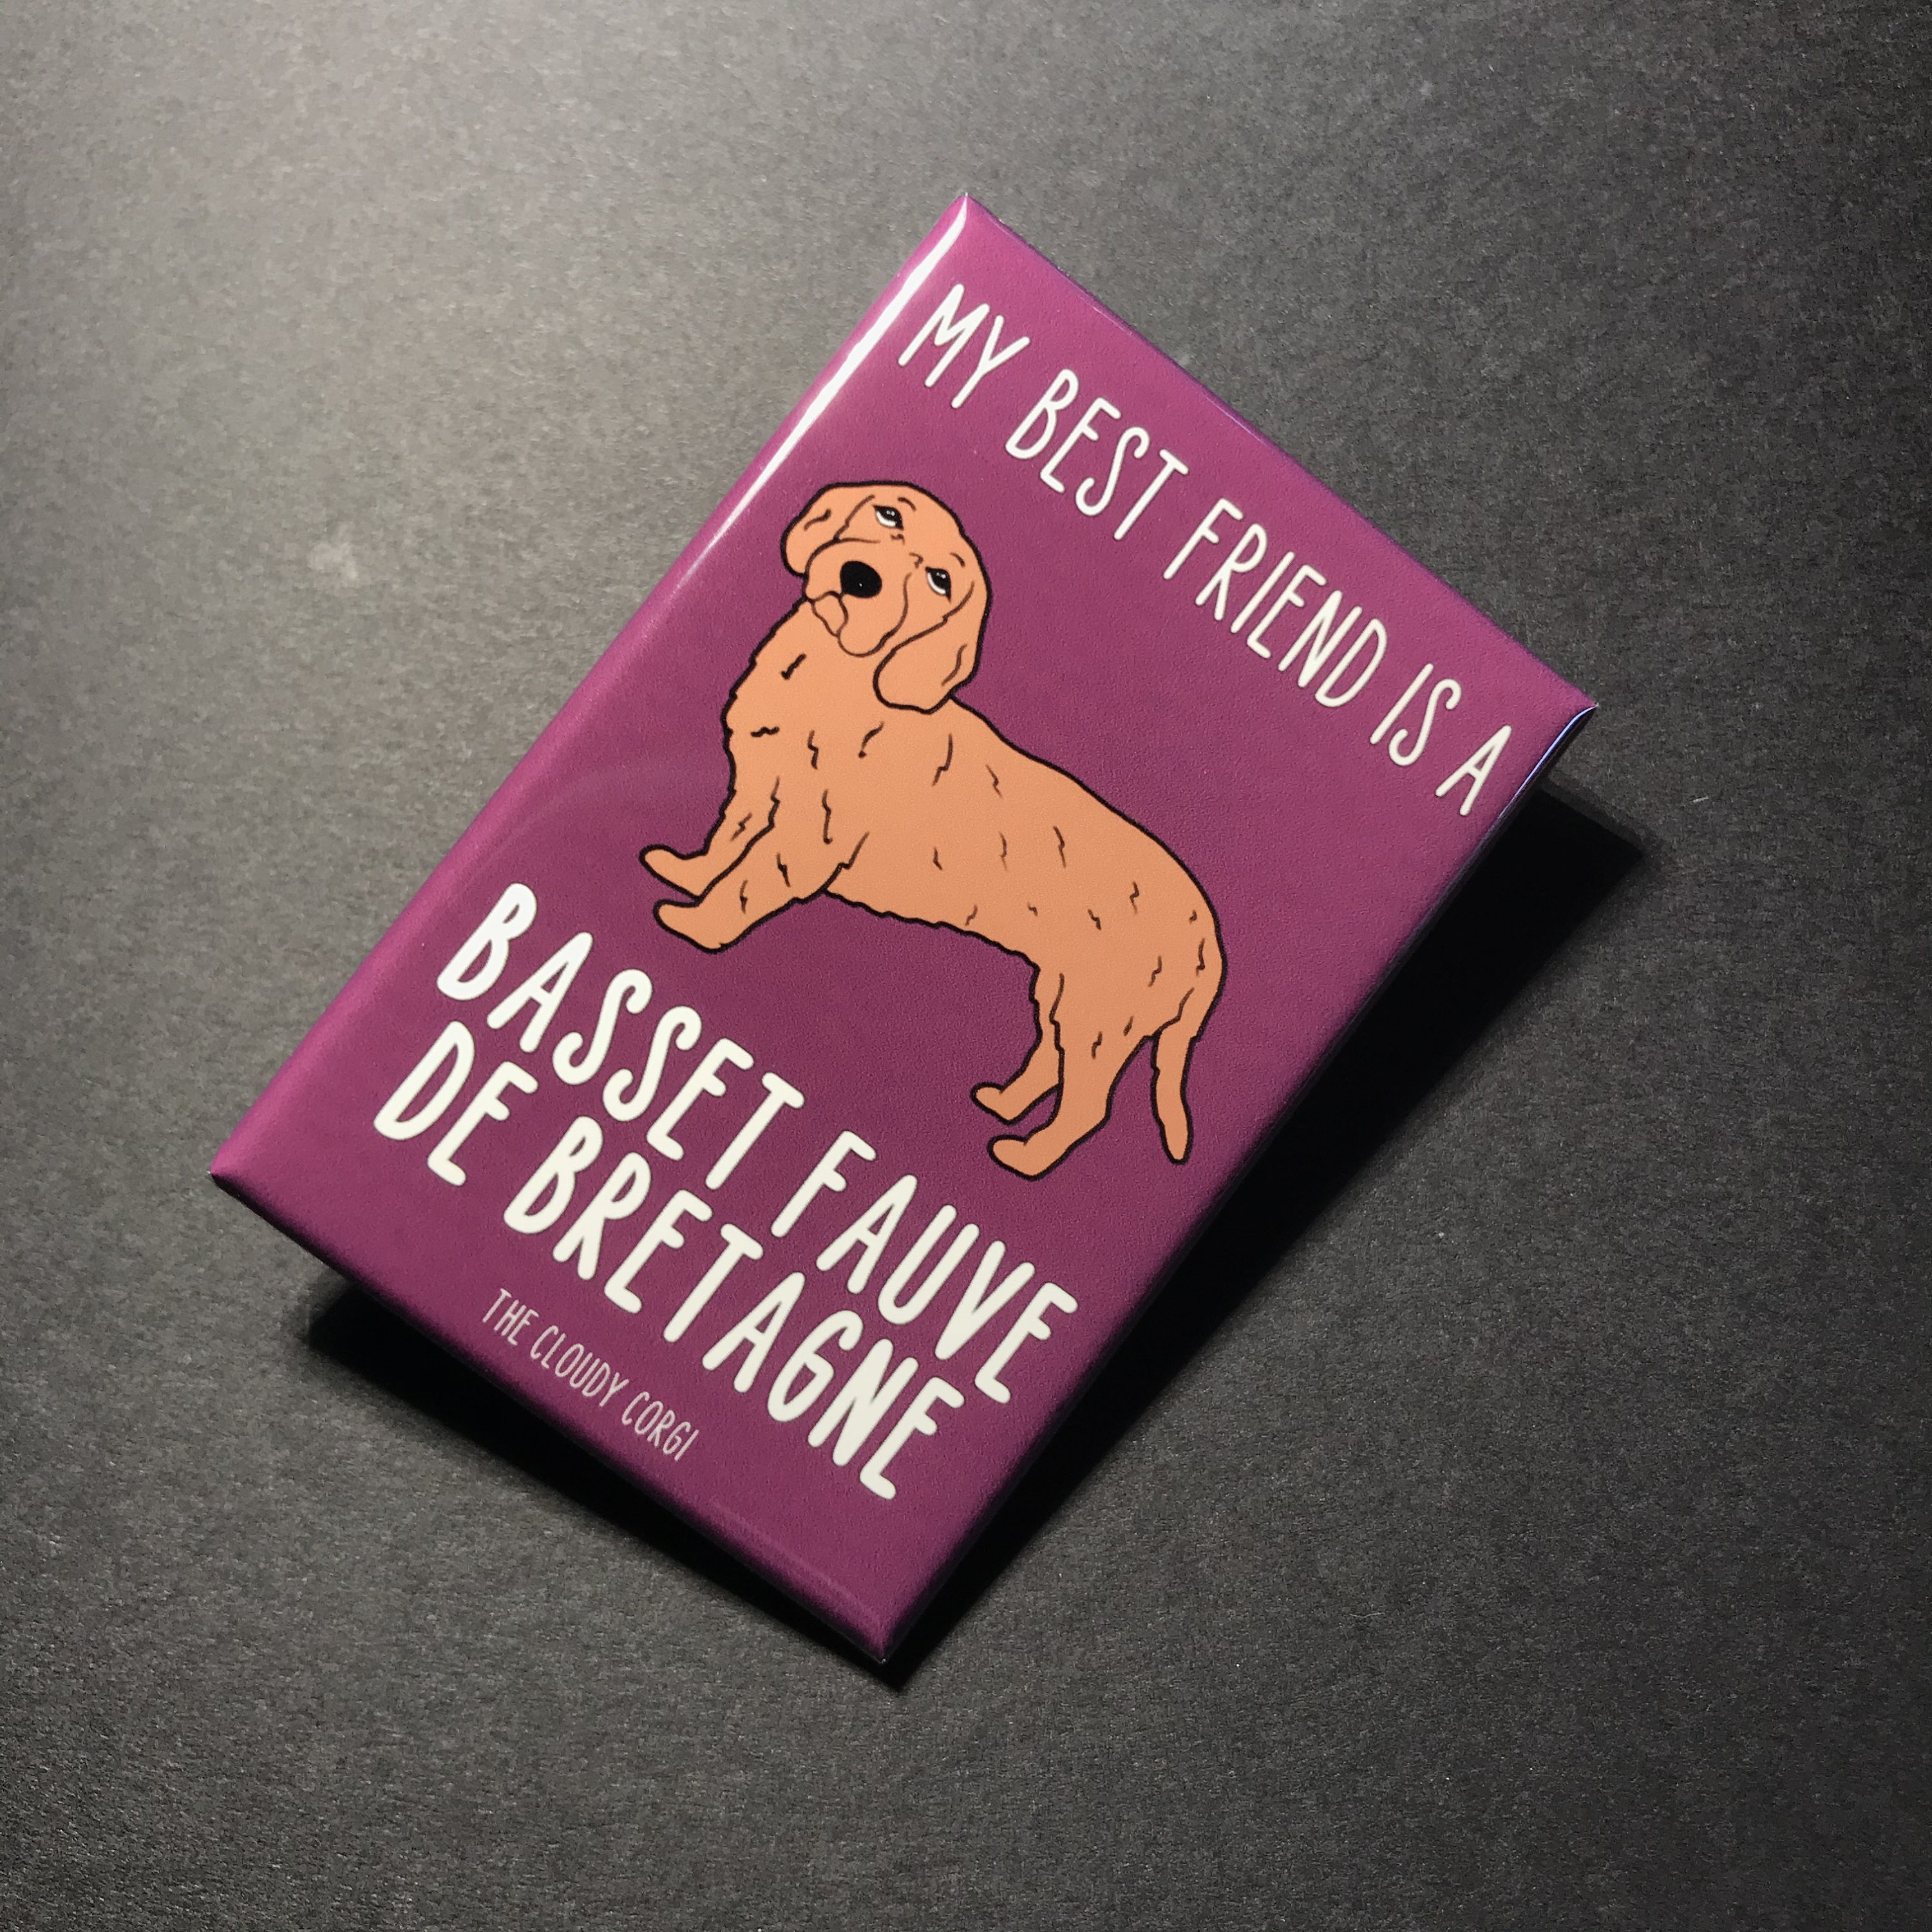 MY BEST FRIEND IS A
BASSET FAUVE
DE BRETAGNE
THE CLOUDY CORGI